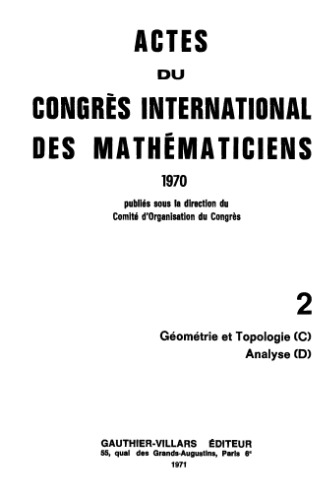 ACTES
DU
CONGRÈS INTERNATIONAL
DES MATHÉMATICIENS
1970
publiés sous la direction du
Comité d'Organisation du Congrès
2
Géométrie et Topologie (C)
Analyse (D)
GAUTHIER-VILLARS ÉDITEUR
55, quai des Grands-Augustins, Paris 6ᵉ
1971